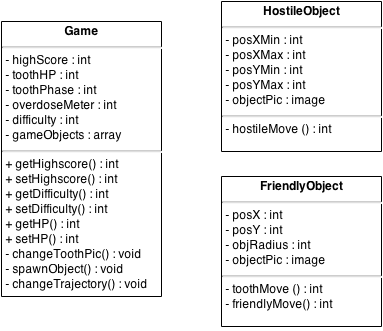 Game
- highScore : int
- toothHP : int
- toothPhase : int
- overdoseMeter : int
- difficulty : int
- gameObjects : array
+ getHighscore() : int
+ setHighscore() : int
+ getDifficulty() : int
+ setDifficulty() : int
+ getHP() : int
+ setHP() : int
- changeToothPic() : void
- spawnObject() : void
- changeTrajectory() : void
HostileObject
- posXMin : int
- posXMax : int
- posYMin : int
- posYMax : int
- objectPic : image
- hostileMove () : int
FriendlyObject
- posX : int
- posY : int
- objRadius : int
- objectPic : image
- toothMove () : int
- friendlyMove() : int